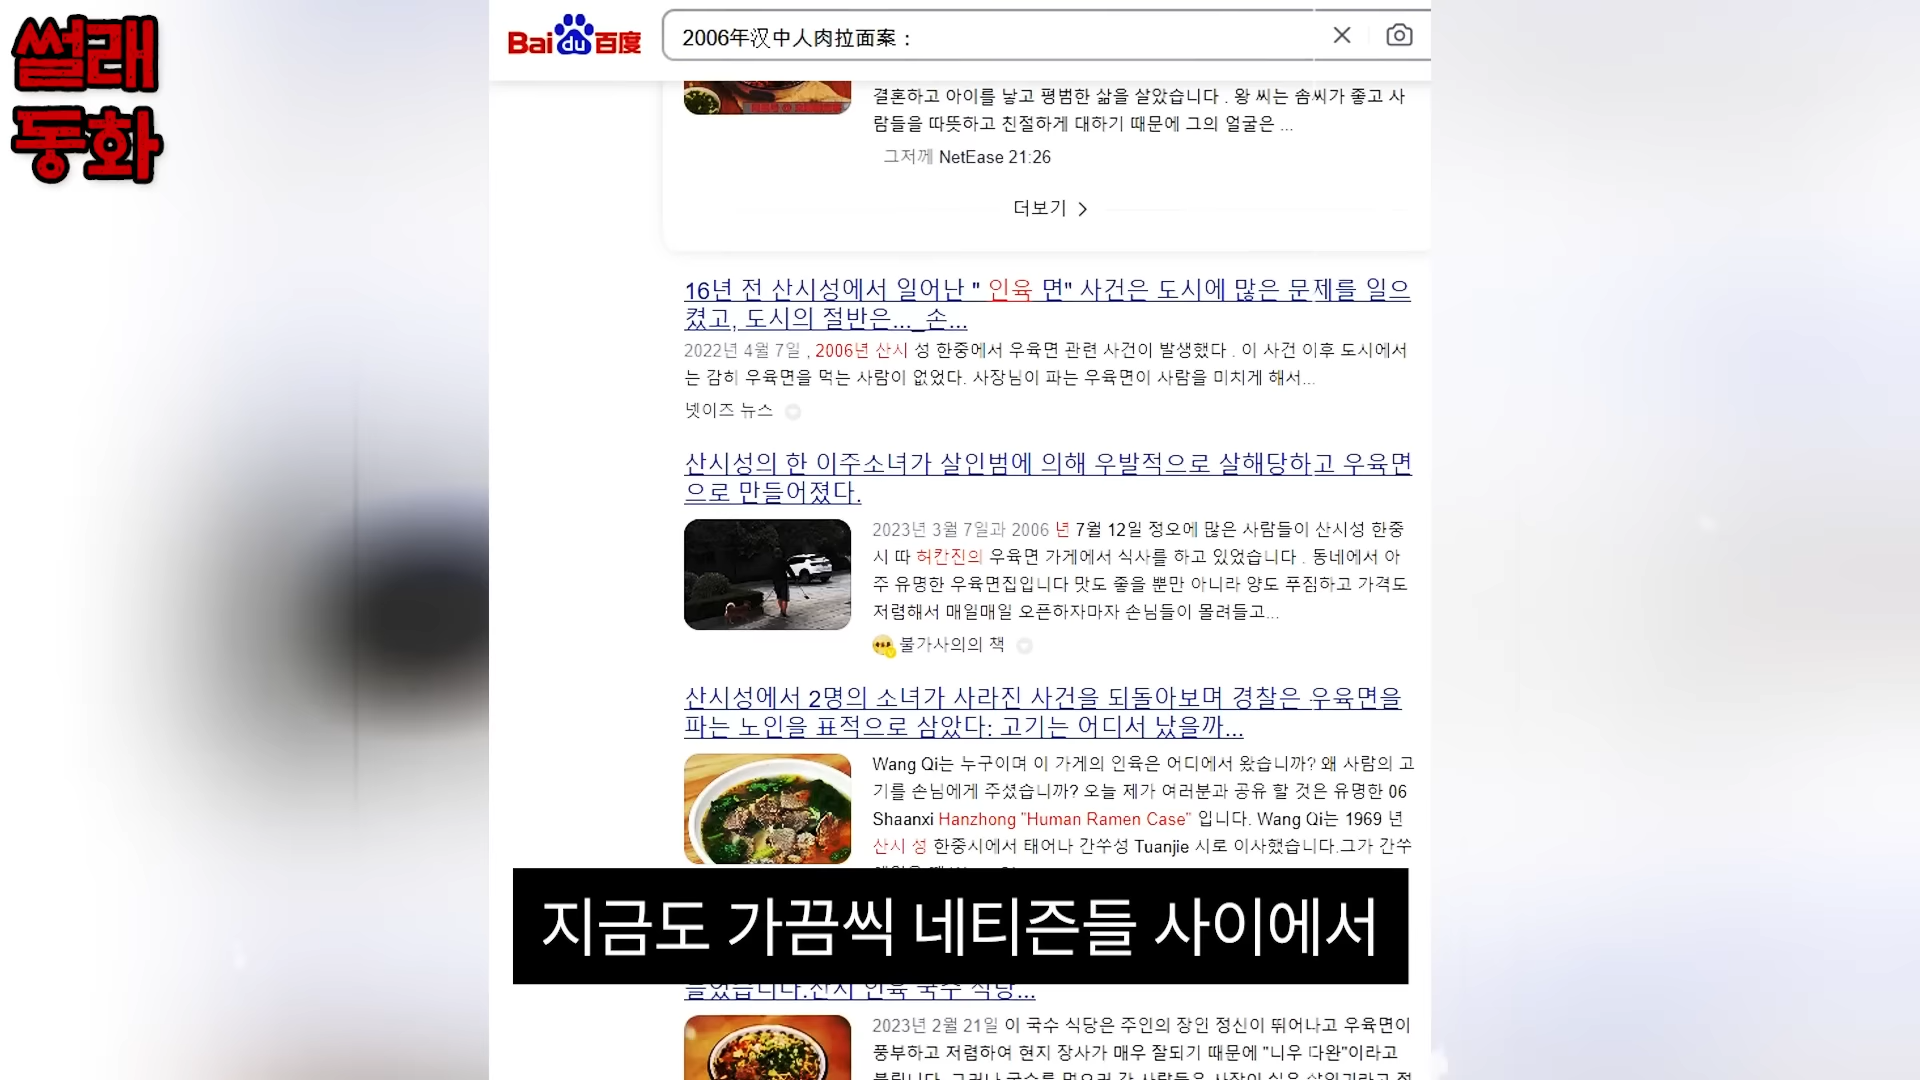 썰래
동화
Bai du 百度
2006年汉中人肉拉面案：
결혼하고 아이를 낳고 평범한 삶을 살았습니다 . 왕 씨는 솜씨가 좋고 사
람들을 따뜻하고 친절하게 대하기 때문에 그의 얼굴은 ...
그저께 NetEase 21:26
더보기
16년 전 산시성에서 일어난 " 인육 면" 사건은 도시에 많은 문제를 일으
켰고, 도시의 절반은..._손...
2022년 4월 7일 , 2006년 산시 성 한중에서 우육면 관련 사건이 발생했다 . 이 사건 이후 도시에서
는 감히 우육면을 먹는 사람이 없었다. 사장님이 파는 우육면이 사람을 미치게 해서...
넷이즈 뉴스
산시성의 한 이주소녀가 살인범에 의해 우발적으로 살해당하고 우육면
으로 만들어졌다.
2023년 3월 7일과 2006 년 7월 12일 정오에 많은 사람들이 산시성 한중
시 따 허칸진의 우육면 가게에서 식사를 하고 있었습니다 . 동네에서 아
주 유명한 우육면집입니다 맛도 좋을 뿐만 아니라 양도 푸짐하고 가격도
저렴해서 매일매일 오픈하자마자 손님들이 몰려들고...
불가사의의 책
산시성에서 2명의 소녀가 사라진 사건을 되돌아보며 경찰은 우육면을
파는 노인을 표적으로 삼았다: 고기는 어디서 났을까...
Wang Qi는 누구이며 이 가게의 인육은 어디에서 왔습니까? 왜 사람의 고
기를 손님에게 주셨습니까? 오늘 제가 여러분과 공유 할 것은 유명한 06
Shaanxi Hanzhong "Human Ramen Case" 입니다. Wang Qi는 1969 년
산시 성 한중시에서 태어나 간쑤성 Tuanjie 시로 이사했습니다.그가 간쑤
지금도 가끔씩 네티즌들 사이에서
들었습니다.산시 인육 국수 식당...
2023년 2월 21일 이 국수 식당은 주인의 장인 정신이 뛰어나고 우육면이
풍부하고 저렴하여 현지 장사가 매우 잘되기 때문에 "니우 다완"이라고